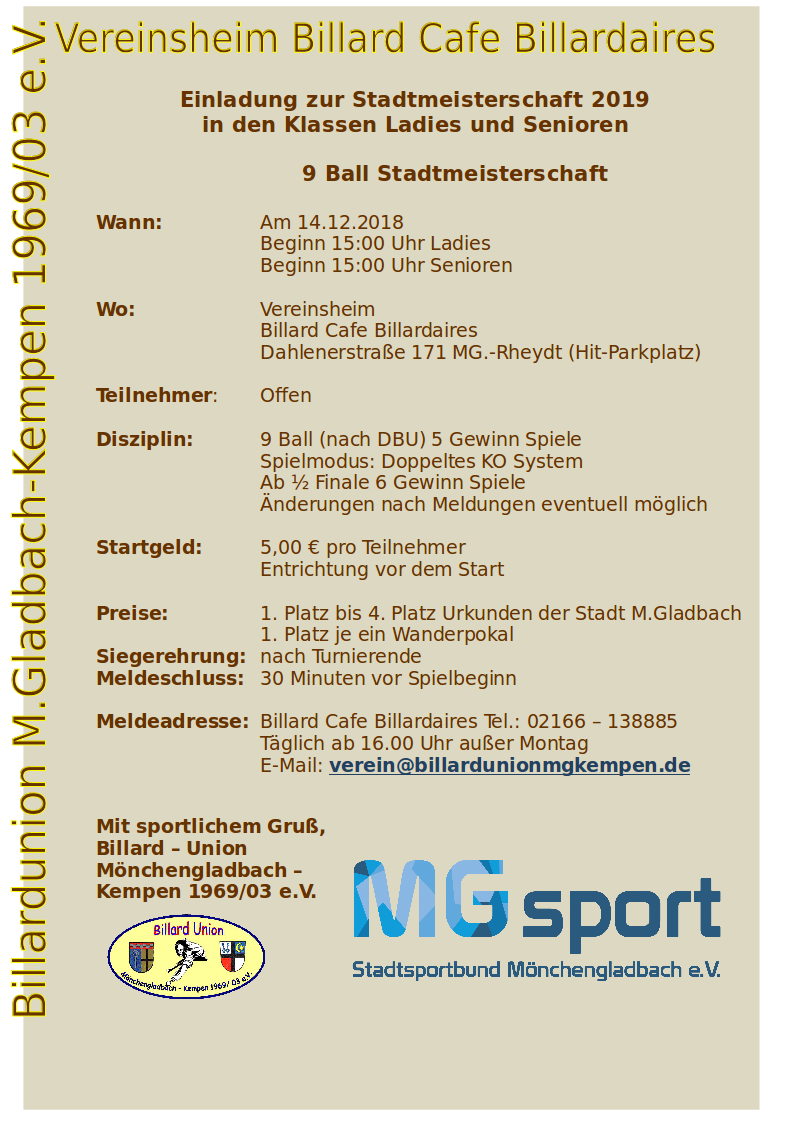 Vereinsheim Billard Cafe Billardaires
Billardunion M.Gladbach-Kempen 1969/03 e.V.
Einladung zur Stadtmeisterschaft 2019
in den Klassen Ladies und Senioren
9 Ball Stadtmeisterschaft
Wann: Am 14.12.2018
Beginn 15:00 Uhr Ladies
Beginn 15:00 Uhr Senioren
Wo: Vereinsheim
Billard Cafe Billardaires
Dahlenerstraße 171 MG.-Rheydt (Hit-Parkplatz)
Teilnehmer: Offen
Disziplin: 9 Ball (nach DBU) 5 Gewinn Spiele
Spielmodus: Doppeltes KO System
Ab ½ Finale 6 Gewinn Spiele
Änderungen nach Meldungen eventuell möglich
Startgeld: 5,00 € pro Teilnehmer
Entrichtung vor dem Start
Preise: 1. Platz bis 4. Platz Urkunden der Stadt M.Gladbach
1. Platz je ein Wanderpokal
Siegerehrung: nach Turnierende
Meldeschluss: 30 Minuten vor Spielbeginn
Meldeadresse: Billard Cafe Billardaires Tel.: 02166 – 138885
Täglich ab 16.00 Uhr außer Montag
E-Mail: verein@billardunionmgkempen.de
Mit sportlichem Gruß,
Billard – Union
Mönchengladbach –
Kempen 1969/03 e.V.
Billard Union
Mönchengladbach - Kempen 1969/ 03 e.V.
MG sport
Stadtsportbund Mönchengladbach e.V.